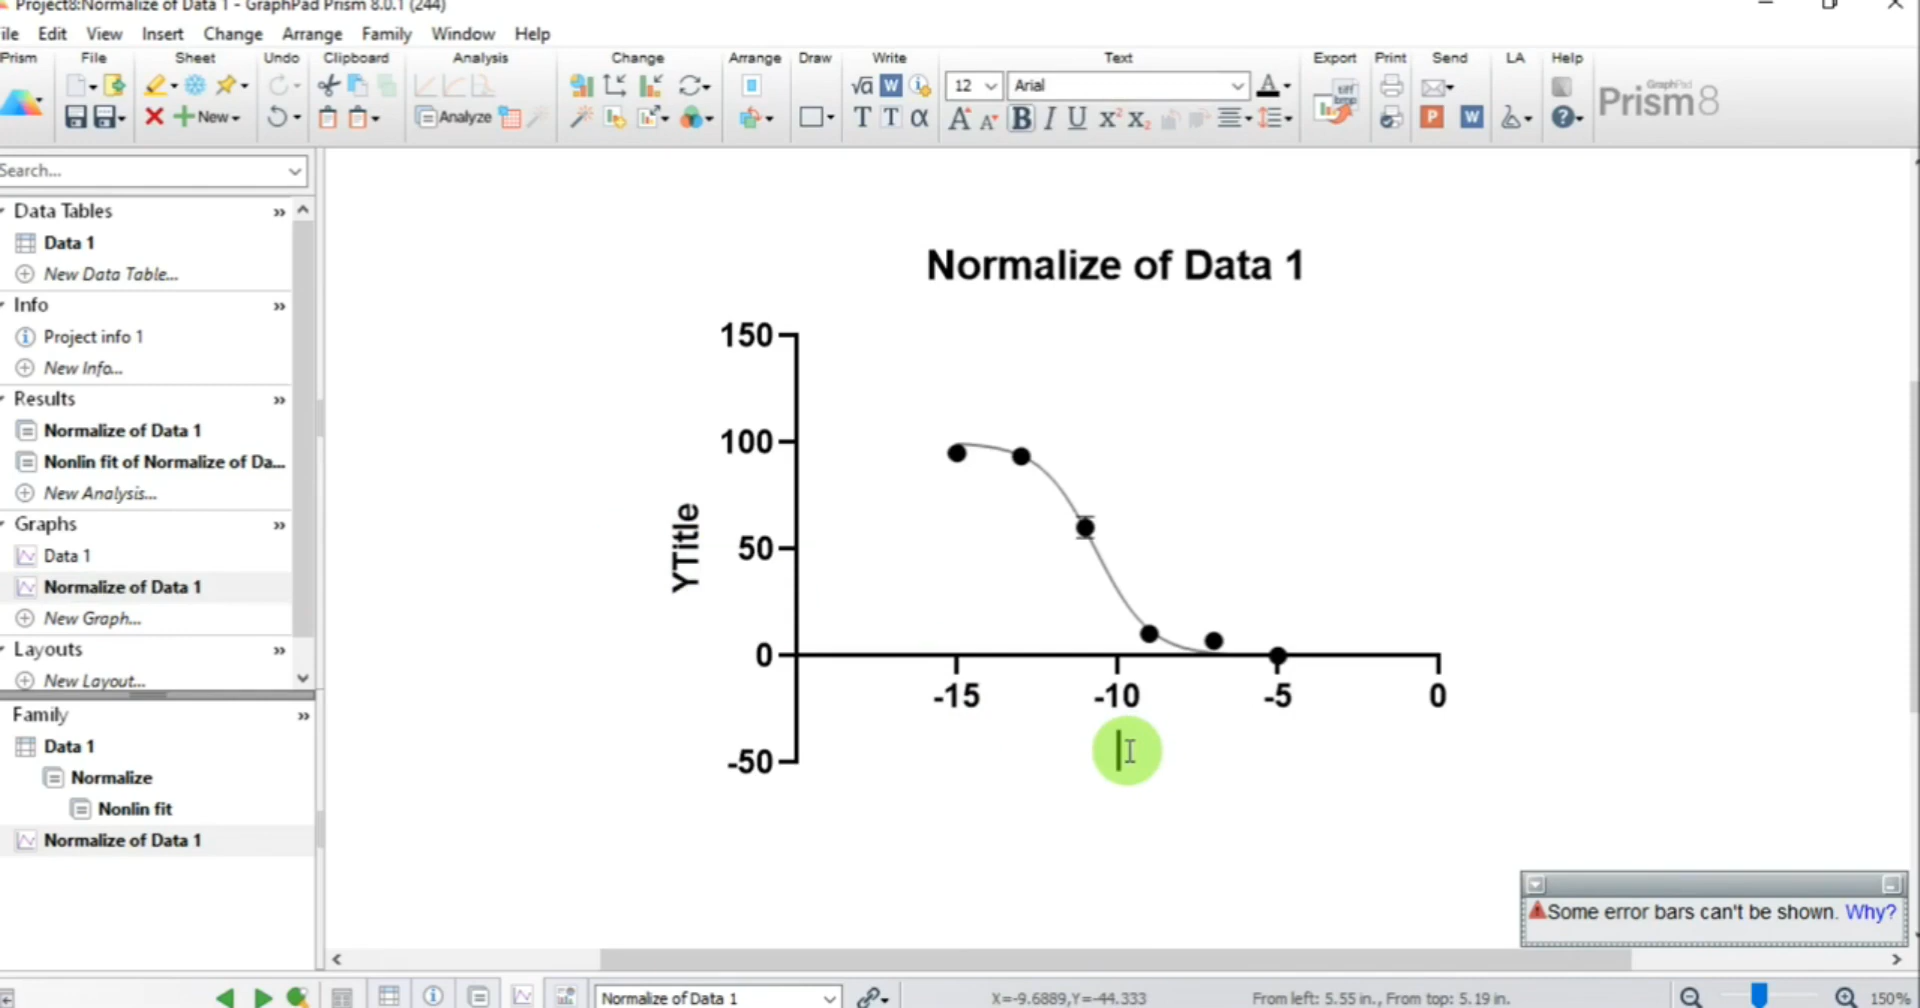 Project8:Normalize of Data 1 - GraphPad Prism 8.0.1 (244)
ile Edit View Insert Change Arrange Family Window Help
Prism File Sheet Undo Clipboard Analysis Change Arrange Draw Write Text Export Print Send LA Help
12 Arial
New Analyze
GraphPad
Prism 8
tiff
bmp
Search...
Data Tables
Data 1
New Data Table...
Info
Project info 1
New Info...
Results
Normalize of Data 1
Nonlin fit of Normalize of Da...
New Analysis...
Graphs
Data 1
Normalize of Data 1
New Graph...
Layouts
New Layout...
Family
Data 1
Normalize
Nonlin fit
Normalize of Data 1
Normalize of Data 1
150
100
50
0
-50
YTitle
-15 -10 -5 0
Some error bars can't be shown. Why?
Normalize of Data 1
X=-9.6889,Y=-44.333
From left: 5.55 in., From top: 5.19 in.
150%